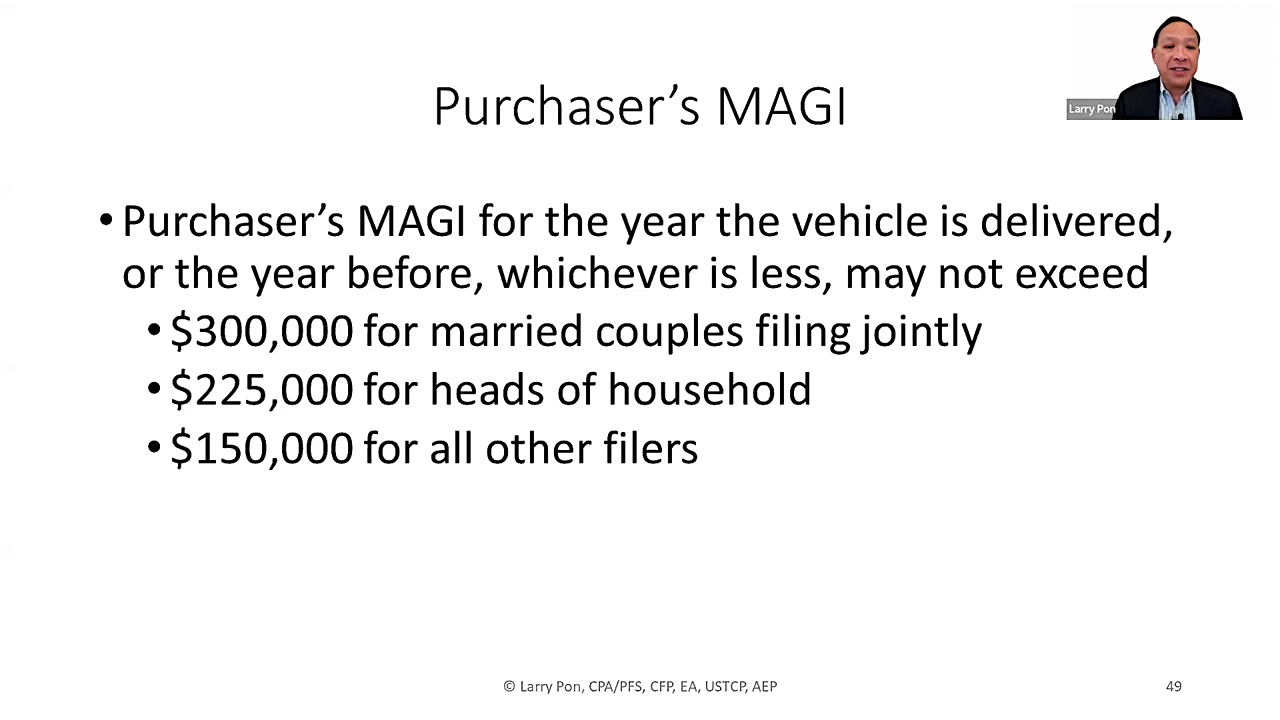 Larry Pon
Purchaser’s MAGI
• Purchaser’s MAGI for the year the vehicle is delivered,
or the year before, whichever is less, may not exceed
• $300,000 for married couples filing jointly
• $225,000 for heads of household
• $150,000 for all other filers
© Larry Pon, CPA/PFS, CFP, EA, USTCP, AEP
49